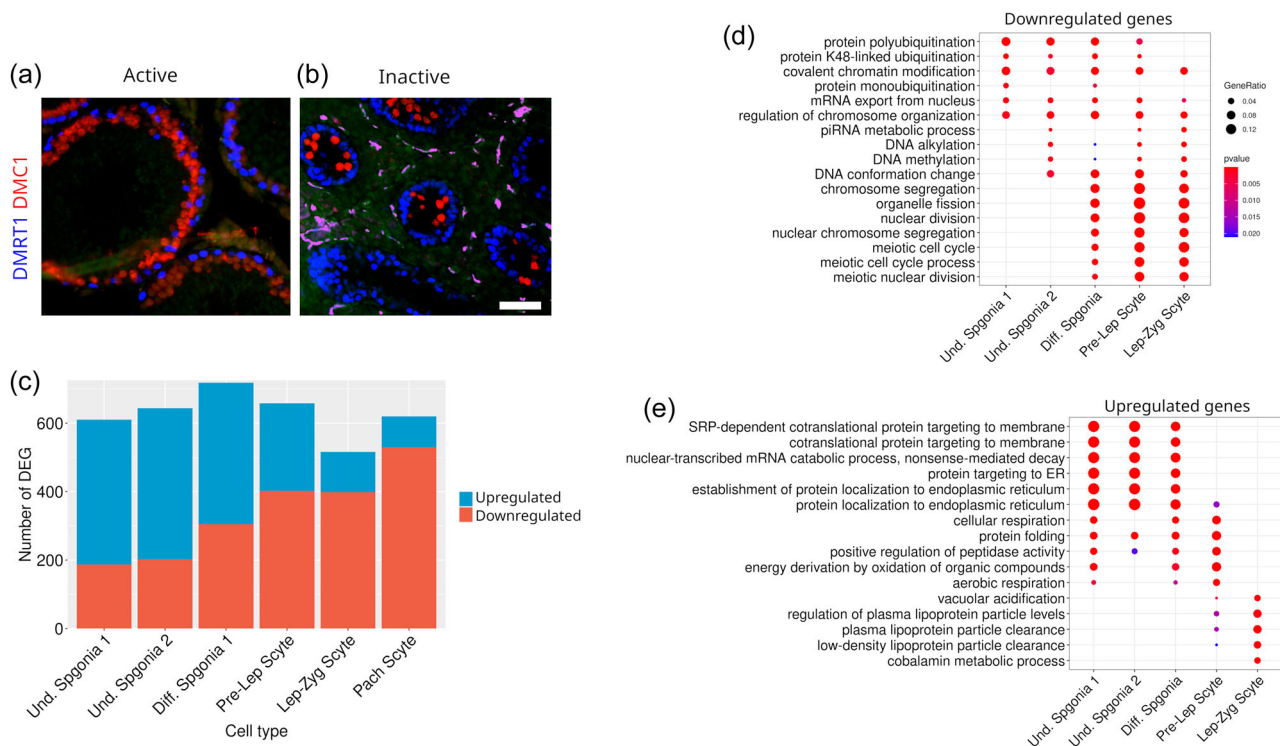 (a)
Active
(b)
Inactive
DMRT1 DMC1
(c)
Number of DEG
600
400
200
0
Upregulated
Downregulated
Und. Spgonia 1
Und. Spgonia 2
Diff. Spgonia 1
Pre-Lep Scyte
Lep-Zyg Scyte
Pach Scyte
Cell type
(d)
Downregulated genes
protein polyubiquitination
protein K48-linked ubiquitination
covalent chromatin modification
protein monoubiquitination
mRNA export from nucleus
regulation of chromosome organization
piRNA metabolic process
DNA alkylation
DNA methylation
DNA conformation change
chromosome segregation
organelle fission
nuclear division
nuclear chromosome segregation
meiotic cell cycle
meiotic cell cycle process
meiotic nuclear division
Und. Spgonia 1
Und. Spgonia 2
Diff. Spgonia
Pre-Lep Scyte
Lep-Zyg Scyte
GeneRatio
0.04
0.08
0.12
pvalue
0.005
0.010
0.015
0.020
(e)
Upregulated genes
SRP-dependent cotranslational protein targeting to membrane
cotranslational protein targeting to membrane
nuclear-transcribed mRNA catabolic process, nonsense-mediated decay
protein targeting to ER
establishment of protein localization to endoplasmic reticulum
protein localization to endoplasmic reticulum
cellular respiration
protein folding
positive regulation of peptidase activity
energy derivation by oxidation of organic compounds
aerobic respiration
vacuolar acidification
regulation of plasma lipoprotein particle levels
plasma lipoprotein particle clearance
low-density lipoprotein particle clearance
cobalamin metabolic process
Und. Spgonia 1
Und. Spgonia 2
Diff. Spgonia
Pre-Lep Scyte
Lep-Zyg Scyte